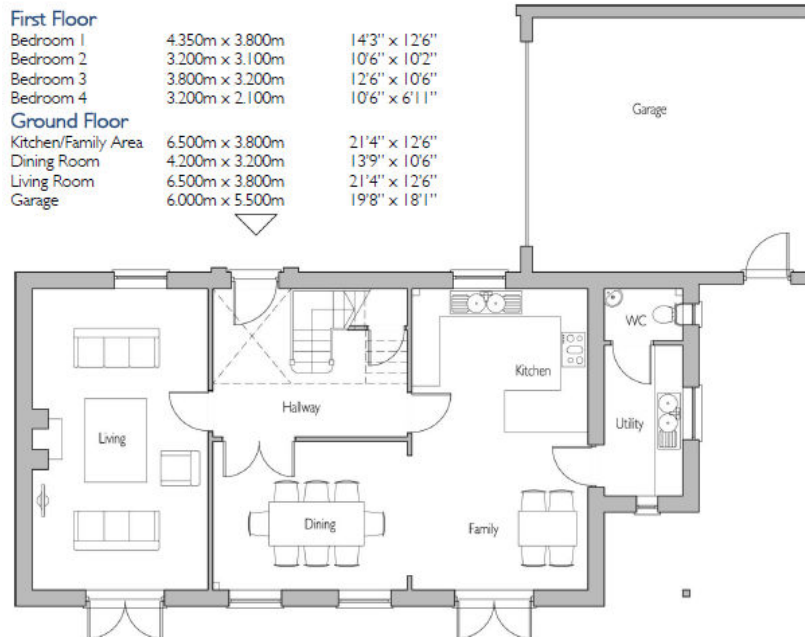 First Floor
Bedroom 1 4.350m x 3.800m 14'3" x 12'6"
Bedroom 2 3.200m x 3.100m 10'6" x 10'2"
Bedroom 3 3.800m x 3.200m 12'6" x 10'6"
Bedroom 4 3.200m x 2.100m 10'6" x 6'11"
Ground Floor
Kitchen/Family Area 6.500m x 3.800m 21'4" x 12'6"
Dining Room 4.200m x 3.200m 13'9" x 10'6"
Living Room 6.500m x 3.800m 21'4" x 12'6"
Garage 6.000m x 5.500m 19'8" x 18'1"
Garage
WC
Kitchen
Hallway
Living
Utility
Dining
Family